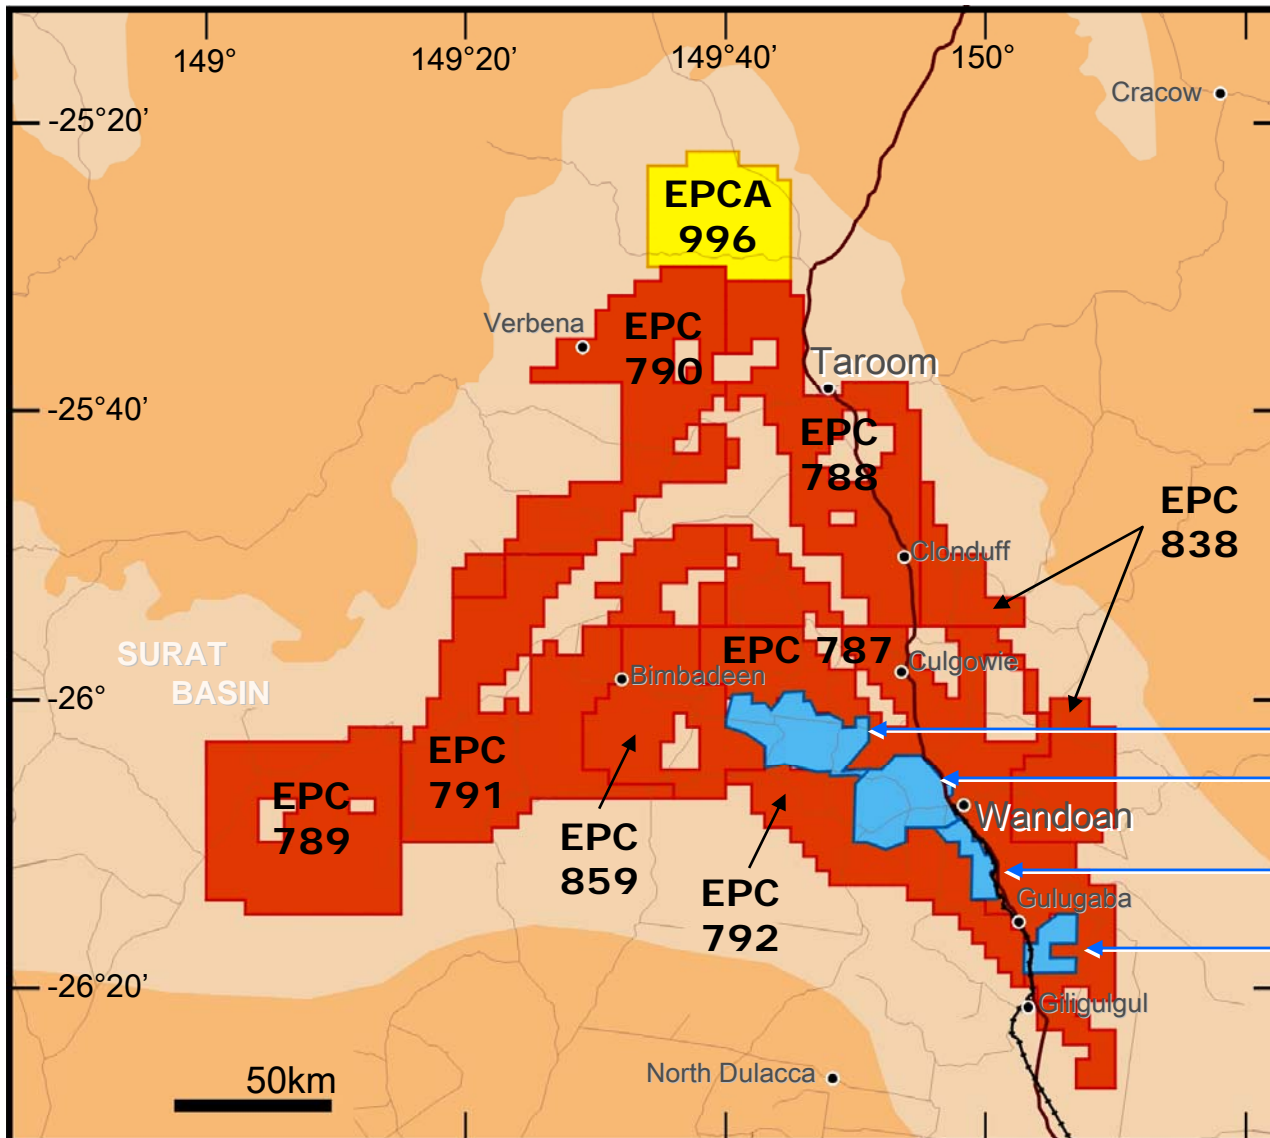 149°
149°20’
149°40’
150°
Cracow
-25°20’
EPCA
996
Verbena
EPC
790
Taroom
-25°40’
EPC
788
EPC
838
Clonduff
SURAT
BASIN
EPC 787
Culgowie
Bimbadeen
-26°
EPC
791
EPC
789
Wandoan
EPC
859
EPC
792
Gulugaba
-26°20’
Giligulgul
North Dulacca
50km